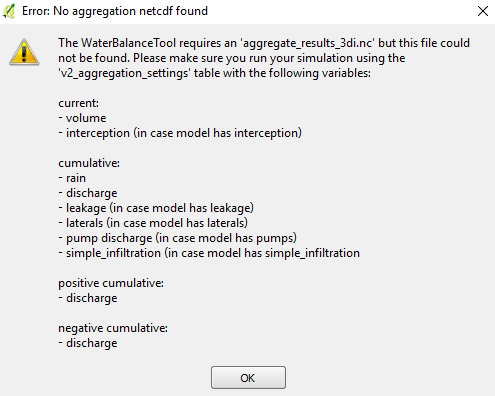 Error: No aggregation netcdf found
The WaterBalanceTool requires an 'aggregate_results_3di.nc' but this file could
not be found. Please make sure you run your simulation using the
'v2_aggregation_settings' table with the following variables:
current:
- volume
- interception (in case model has interception)
cumulative:
- rain
- discharge
- leakage (in case model has leakage)
- laterals (in case model has laterals)
- pump discharge (in case model has pumps)
- simple_infiltration (in case model has simple_infiltration
positive cumulative:
- discharge
negative cumulative:
- discharge
OK